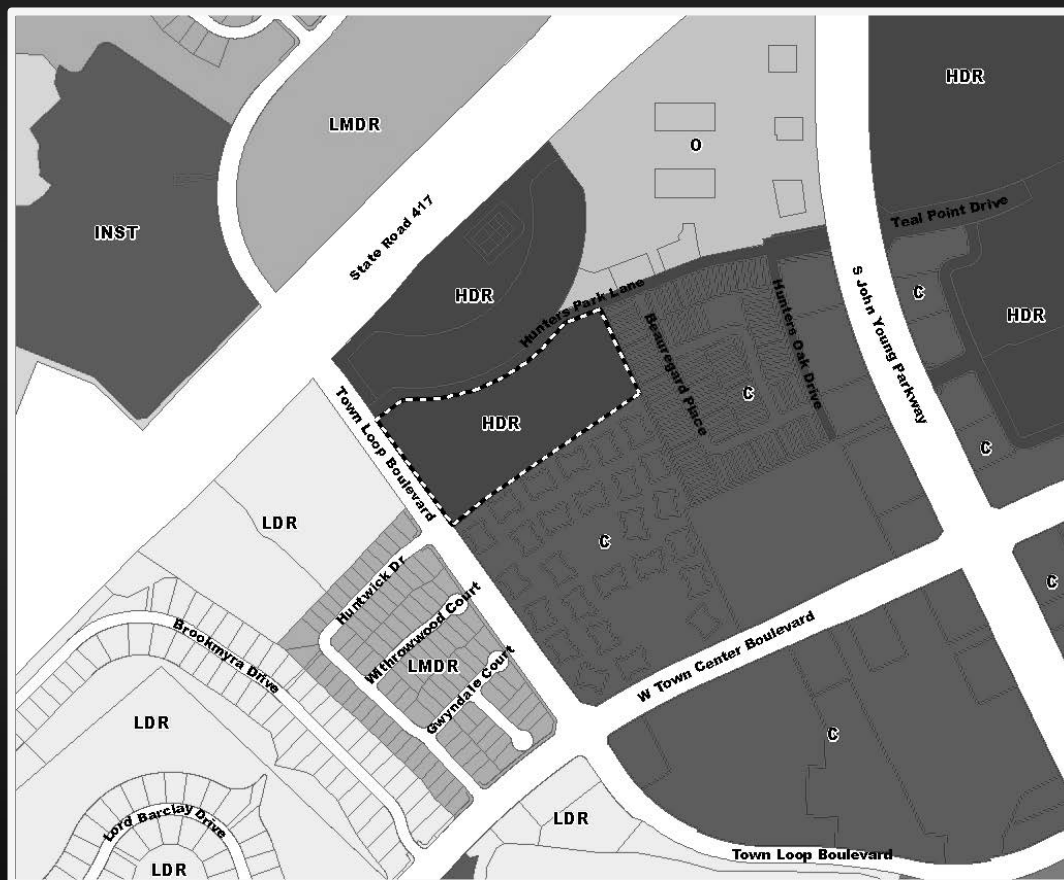 HDR
LMDR
O
Teal Point Drive
INST
State Road 417
C
HDR
Hunters Park Lane
Hunters Oak Drive
S John Young Parkway
HDR
Beauregard Place
C
Town Loop Boulevard
HDR
C
LDR
C
Huntwick Dr
C
Withrowwood Court
Brookmyra Drive
LMDR
W Town Center Boulevard
Gwyndale Court
LDR
C
Lord Barclay Drive
LDR
Town Loop Boulevard
LDR